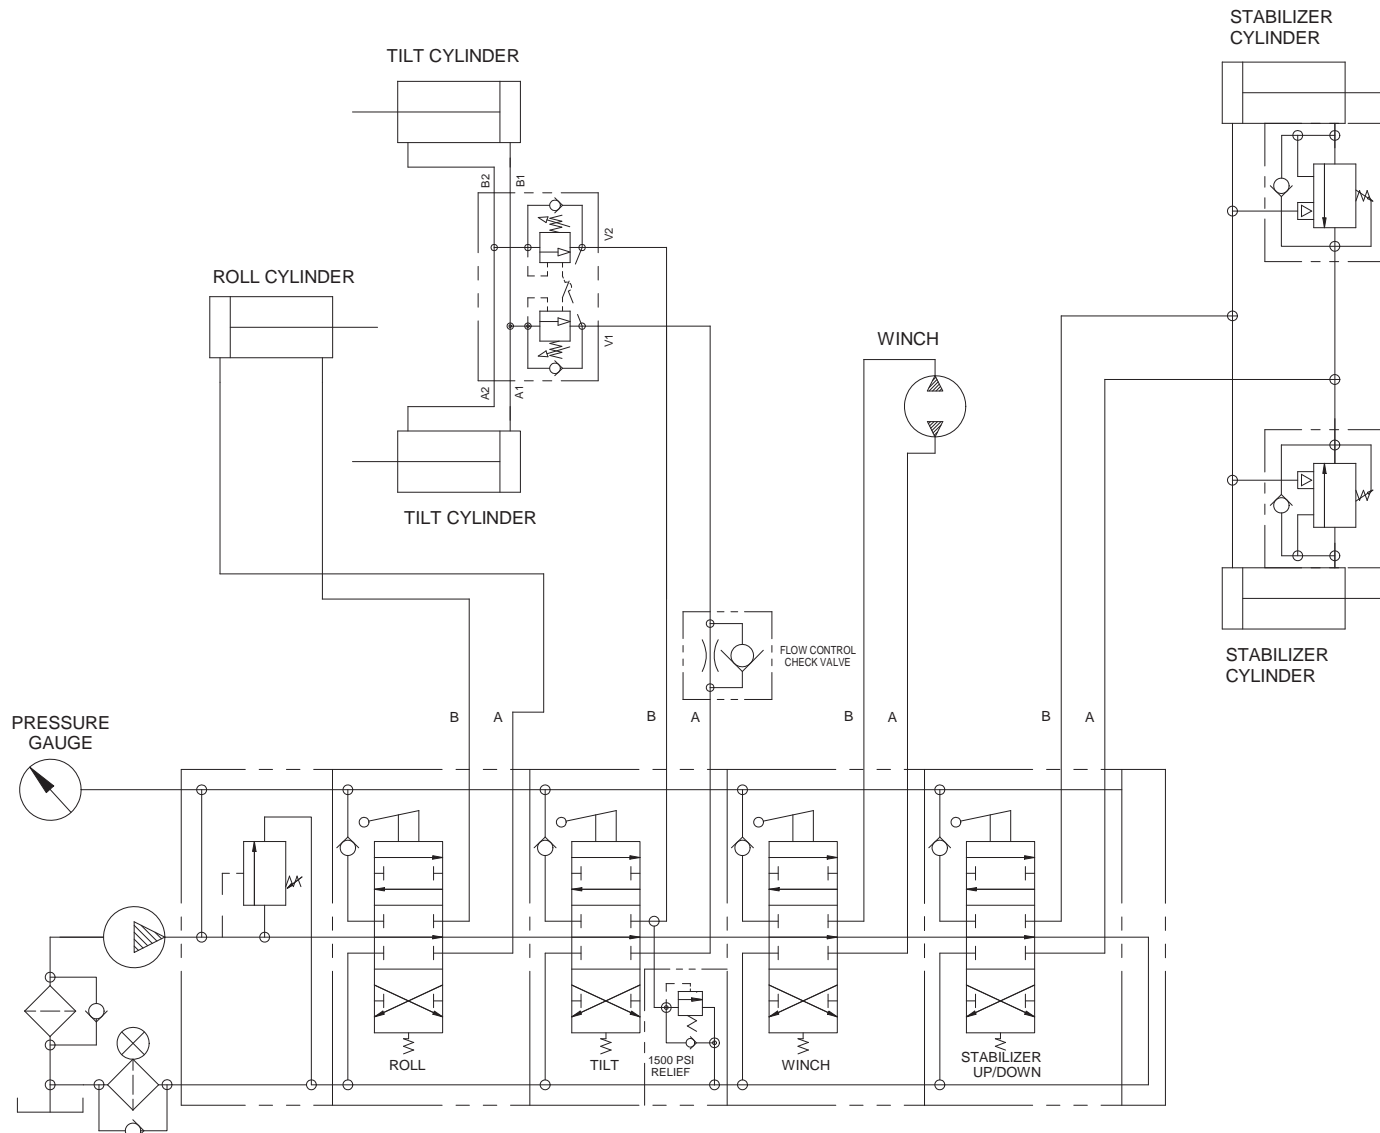 STABILIZER
CYLINDER
TILT CYLINDER
B2
B1
V2
ROLL CYLINDER
V1
WINCH
A2
A1
TILT CYLINDER
FLOW CONTROL
CHECK VALVE
STABILIZER
CYLINDER
PRESSURE
GAUGE
B
A
B
A
B
A
B
A
ROLL
TILT
1500 PSI
RELIEF
WINCH
STABILIZER
UP/DOWN